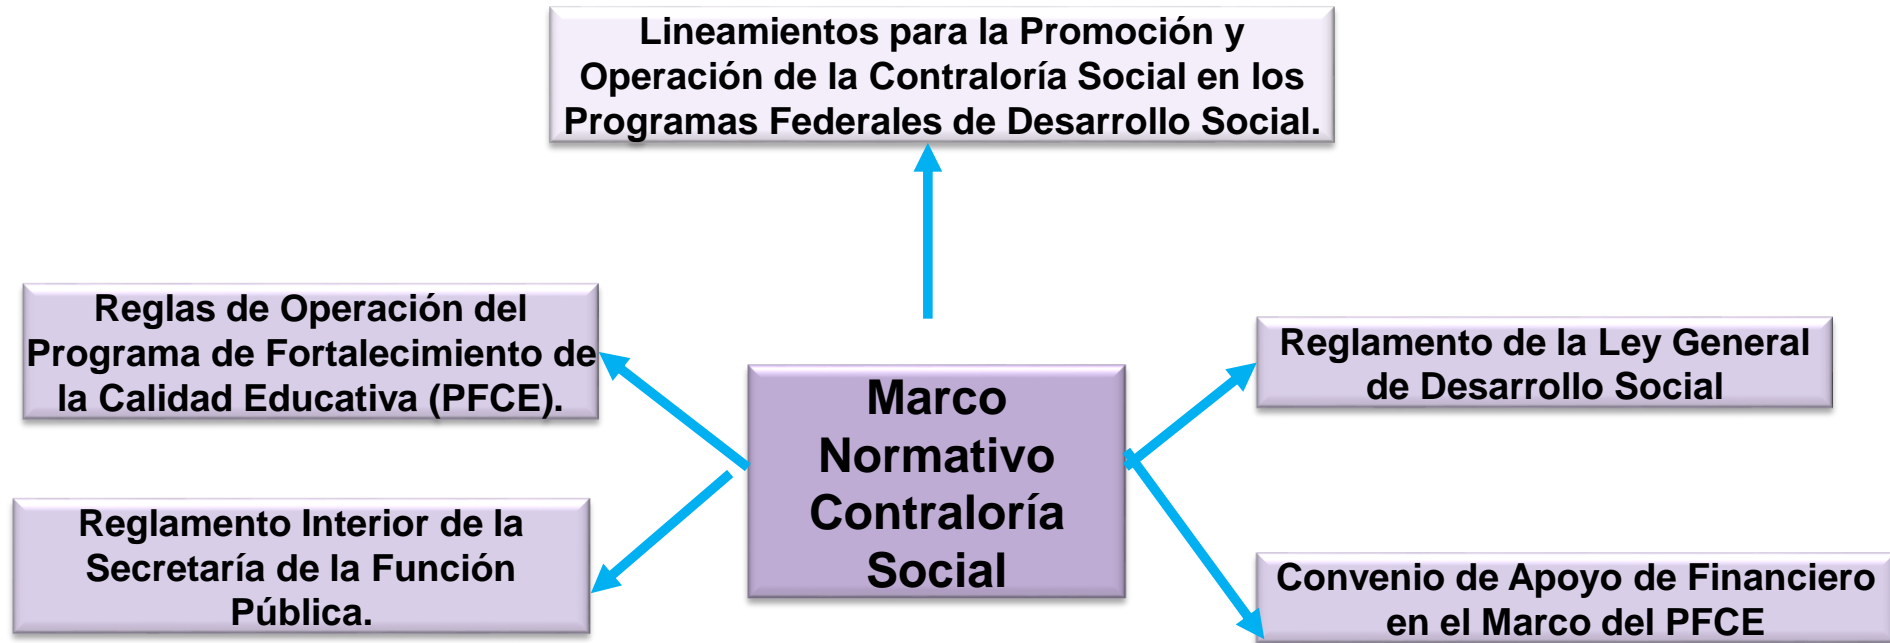 Lineamientos para la Promoción y
Operación de la Contraloría Social en los
Programas Federales de Desarrollo Social.
Reglas de Operación del
Programa de Fortalecimiento de
la Calidad Educativa (PFCE).
Reglamento de la Ley General
de Desarrollo Social
Marco
Normativo
Contraloría
Social
Reglamento Interior de la
Secretaría de la Función
Pública.
Convenio de Apoyo de Financiero
en el Marco del PFCE